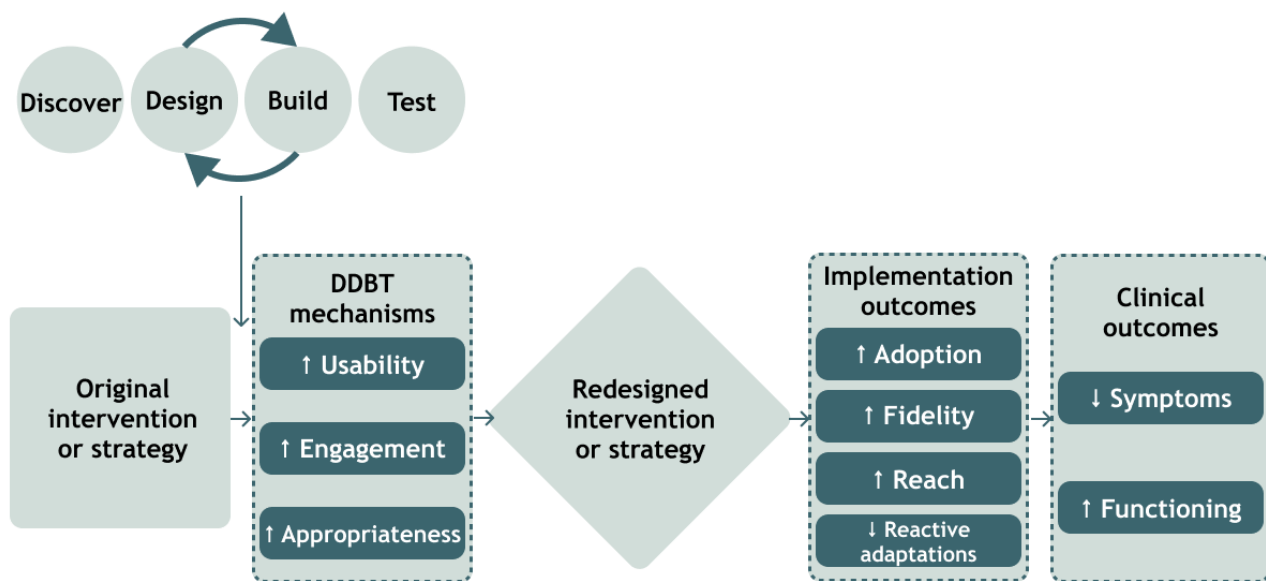 Discover
Design
Build
Test
Original
intervention
or strategy
DDBT
mechanisms
↑ Usability
↑ Engagement
↑ Appropriateness
Redesigned
intervention
or strategy
Implementation
outcomes
↑ Adoption
↑ Fidelity
↑ Reach
↓ Reactive
adaptations
Clinical
outcomes
↓ Symptoms
↑ Functioning